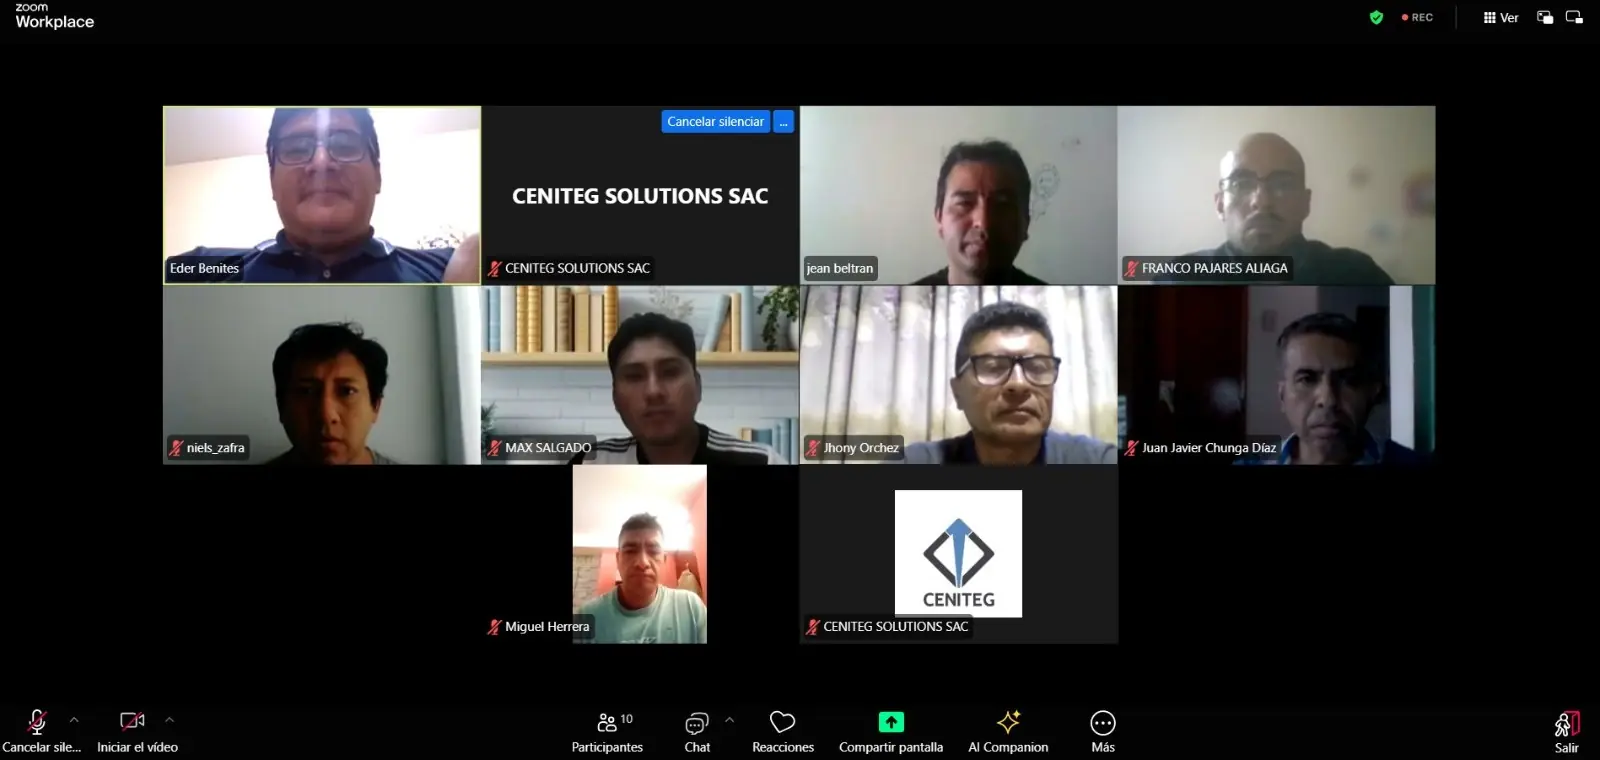 zoom
Workplace
REC
Ver
Cancelar silenciar
...
CENITEG SOLUTIONS SAC
Eder Benites
CENITEG SOLUTIONS SAC
jean beltran
FRANCO PAJARES ALIAGA
niels_zafra
MAX SALGADO
Jhony Orchez
Juan Javier Chunga Díaz
CENITEG
Miguel Herrera
CENITEG SOLUTIONS SAC
10
Cancelar sile...
Iniciar el vídeo
Participantes
Chat
Reacciones
Compartir pantalla
AI Companion
Más
Salir